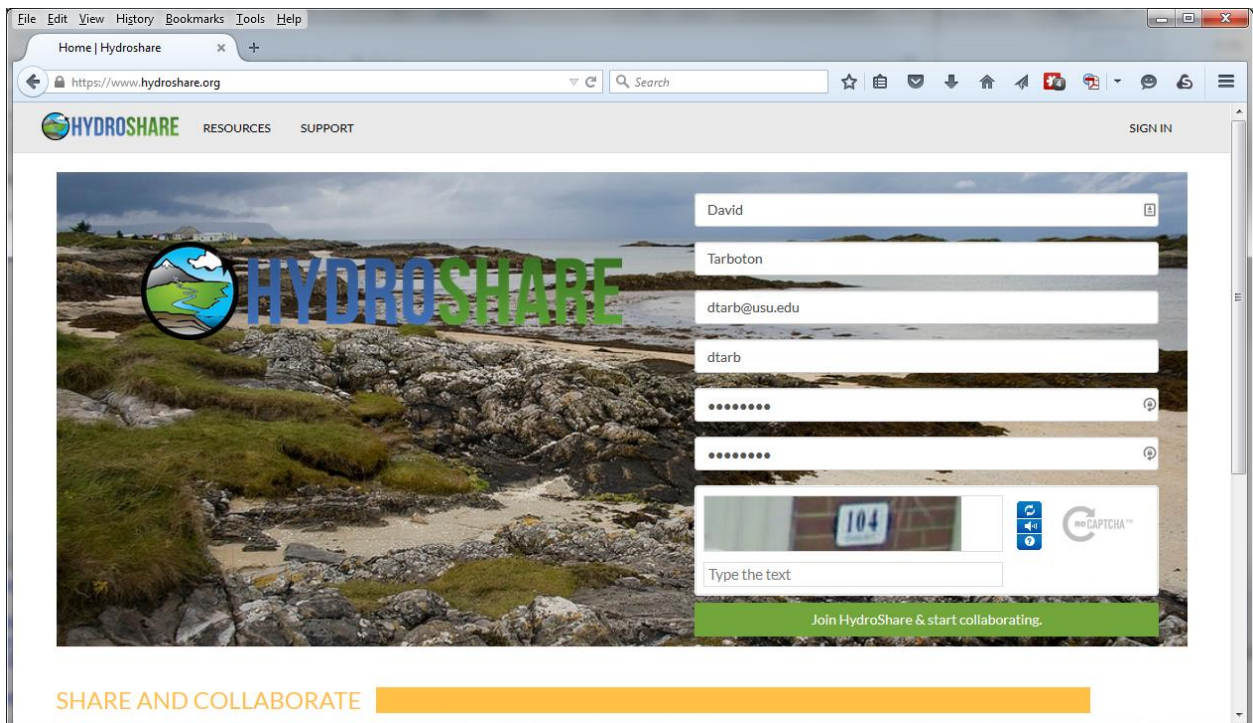 File Edit View History Bookmarks Tools Help
Home | Hydroshare
https://www.hydroshare.org
Search
HYDROSHARE RESOURCES SUPPORT SIGN IN
HYDROSHARE
David
Tarboton
dtarb@usu.edu
dtarb
104
reCAPTCHA™
Type the text
Join HydroShare & start collaborating.
SHARE AND COLLABORATE